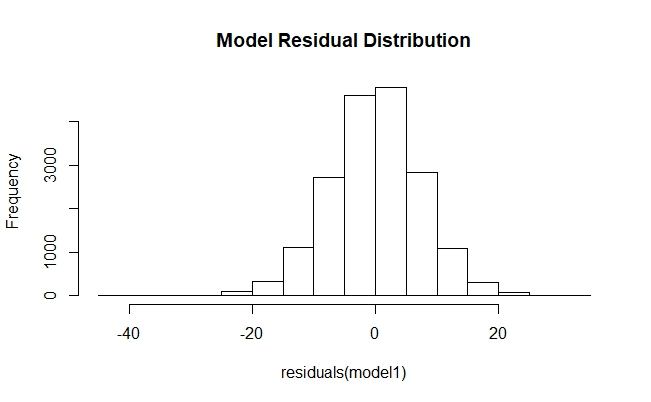 Model Residual Distribution
Frequency
3000
1000
0
-40 -20 0 20
residuals(model1)